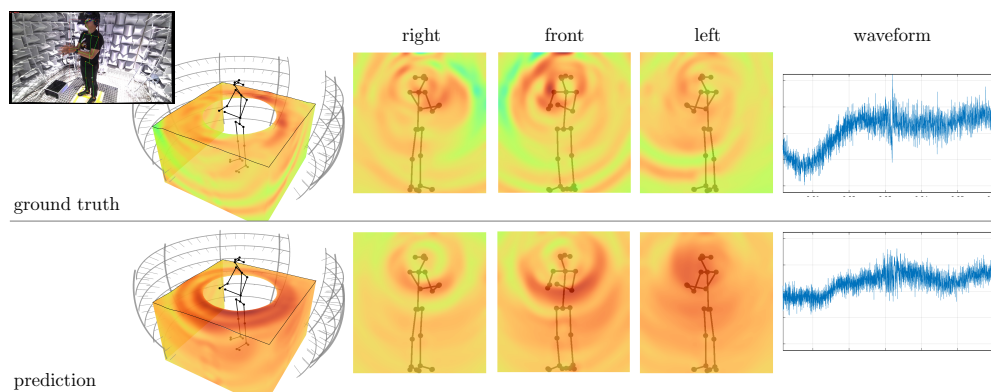 right
front
left
waveform
ground truth
prediction